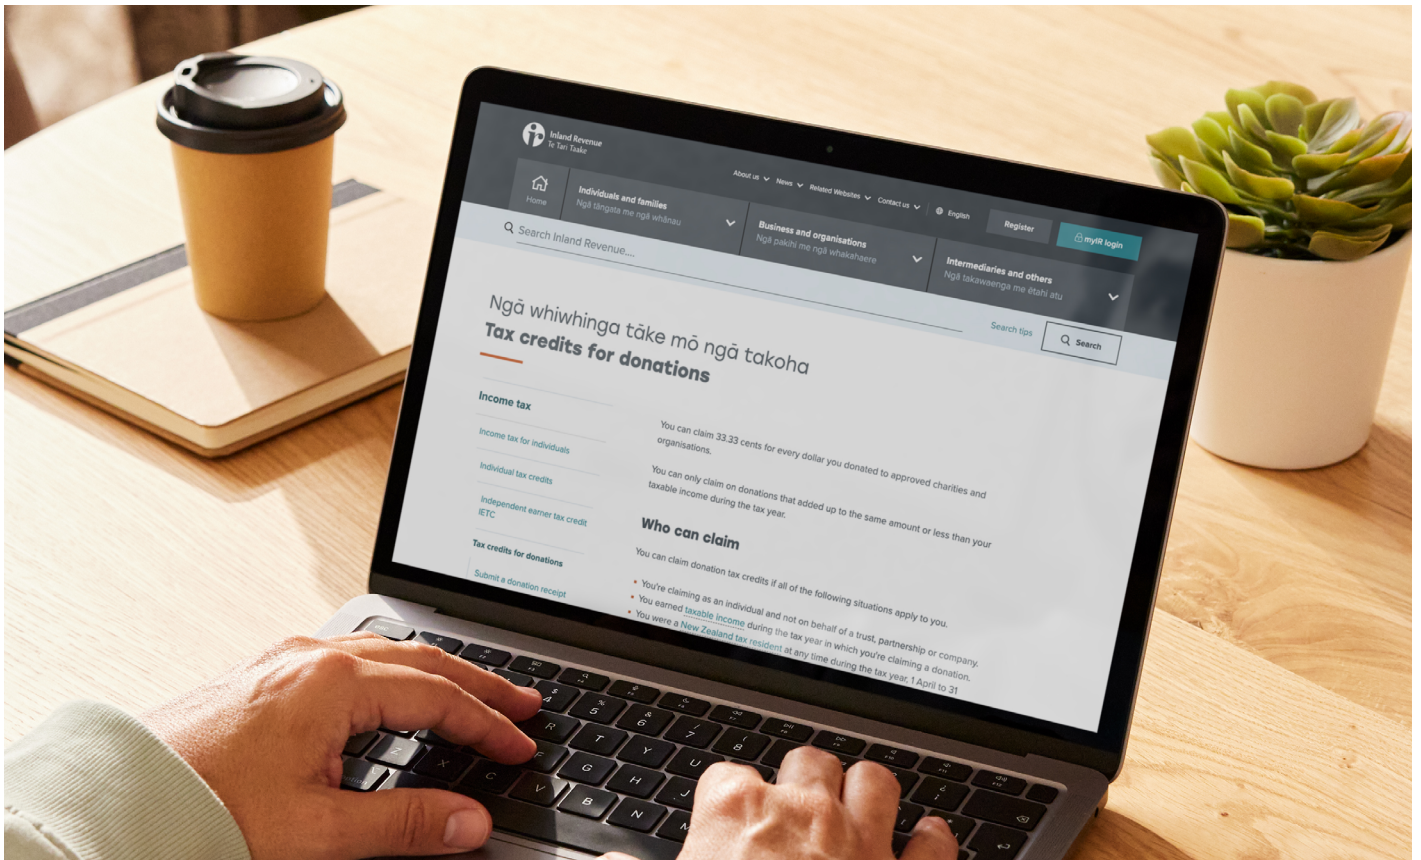 Inland Revenue
Te Tari Taake
About us
News
Related Websites
Contact us
English
Register
myIR login
Home
Individuals and families
Ngā tāngata me ngā whānau
Business and organisations
Ngā pakihi me ngā whakahaere
Intermediaries and others
Ngā takawaenga me ētahi atu
Search Inland Revenue....
Search tips
Search
Ngā whiwhinga tāke mō ngā takoha
Tax credits for donations
Income tax
Income tax for individuals
Individual tax credits
Independent earner tax credit
IETC
Tax credits for donations
Submit a donation receipt
You can claim 33.33 cents for every dollar you donated to approved charities and
organisations.
You can only claim on donations that added up to the same amount or less than your
taxable income during the tax year.
Who can claim
You can claim donation tax credits if all of the following situations apply to you.
• You're claiming as an individual and not on behalf of a trust, partnership or company.
• You earned taxable income during the tax year in which you're claiming a donation.
• You were a New Zealand tax resident at any time during the tax year, 1 April to 31
esc
$
4
%
5
&
6
/
7
(
8
R
T
Y
U
F
G
H
J
Z
X
C
V
B
N
M